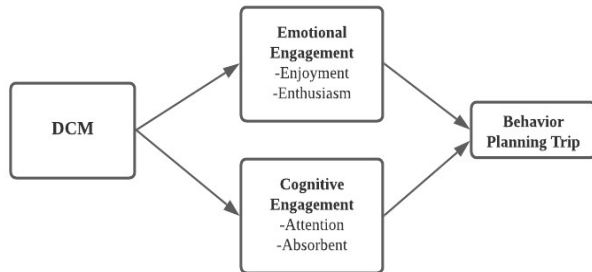 DCM
Emotional
Engagement
-Enjoyment
-Enthusiasm
Cognitive
Engagement
-Attention
-Absorbent
Behavior
Planning Trip